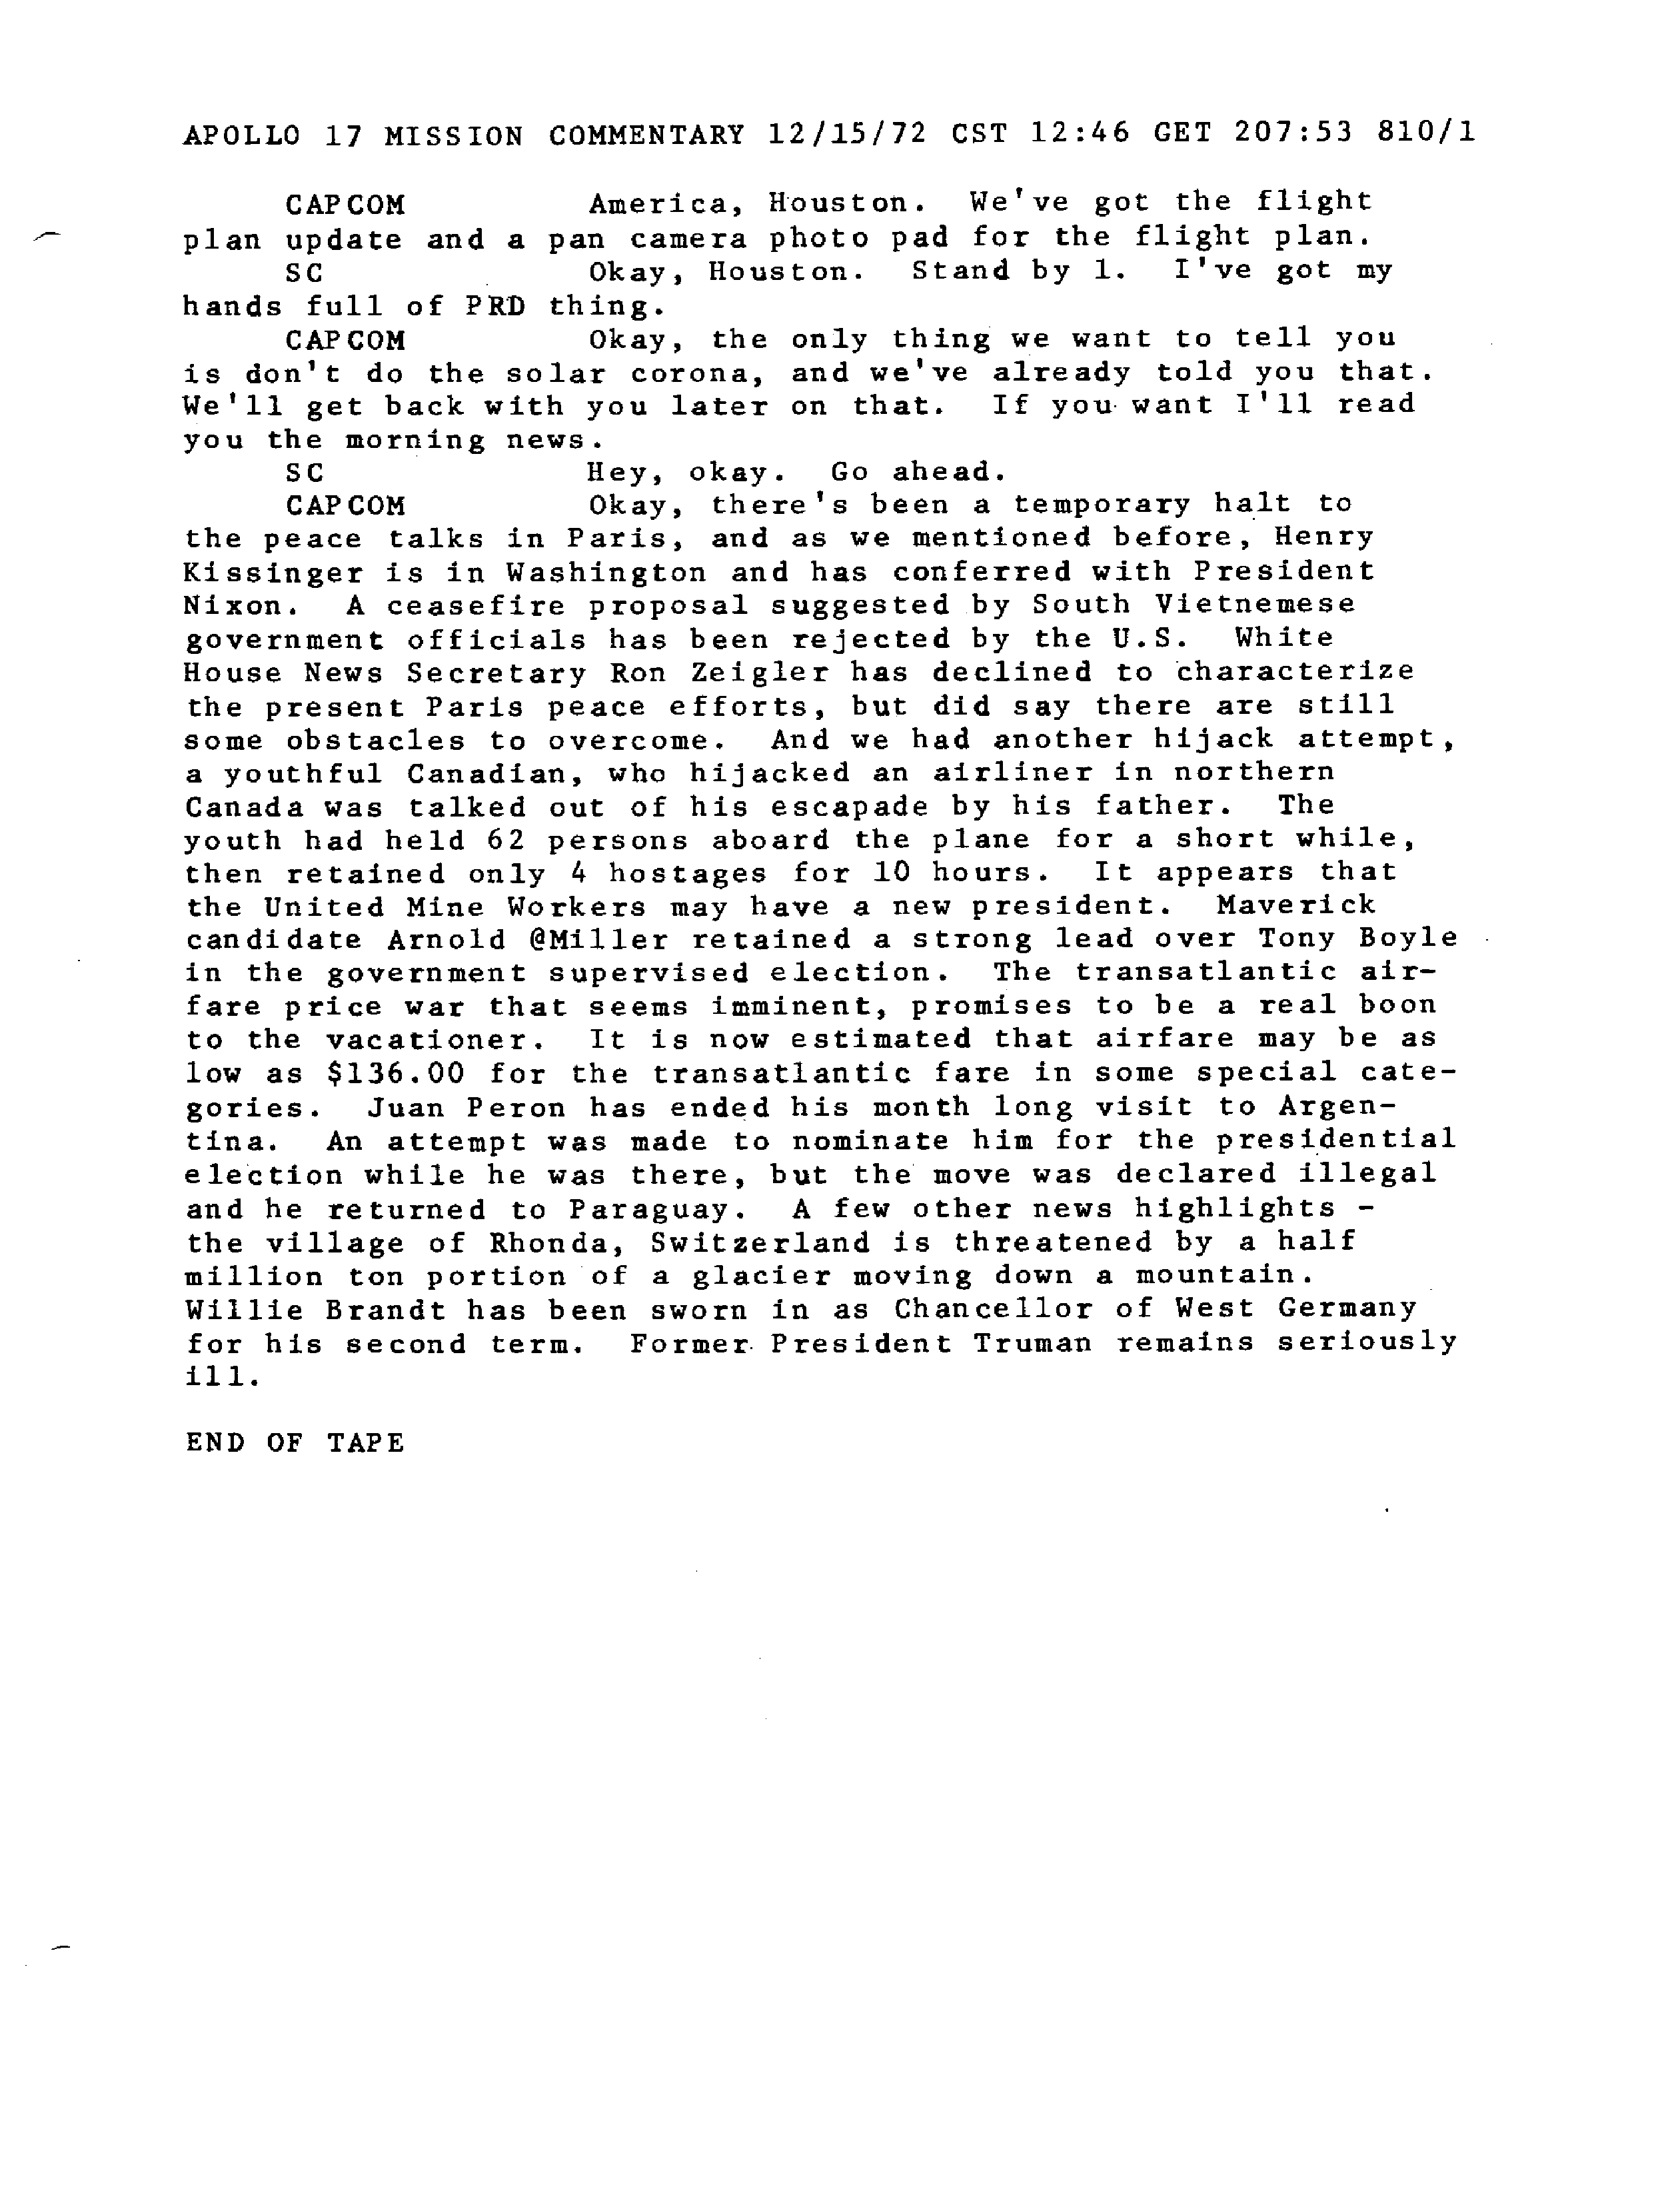 APOLLO 17 MISSION COMMENTARY 12/15/72 CST 12:46 GET 207:53 810/1
CAPCOM America, Houston. We've got the flight
plan update and a pan camera photo pad for the flight plan.
SC Okay, Houston. Stand by 1. I've got my
hands full of PRD thing.
CAPCOM Okay, the only thing we want to tell you
is don't do the solar corona, and we've already told you that.
We'll get back with you later on that. If you want I'll read
you the morning news.
SC Hey, okay. Go ahead.
CAPCOM Okay, there's been a temporary halt to
the peace talks in Paris, and as we mentioned before, Henry
Kissinger is in Washington and has conferred with President
Nixon. A ceasefire proposal suggested by South Vietnemese
government officials has been rejected by the U.S. White
House News Secretary Ron Zeigler has declined to characterize
the present Paris peace efforts, but did say there are still
some obstacles to overcome. And we had another hijack attempt,
a youthful Canadian, who hijacked an airliner in northern
Canada was talked out of his escapade by his father. The
youth had held 62 persons aboard the plane for a short while,
then retained only 4 hostages for 10 hours. It appears that
the United Mine Workers may have a new president. Maverick
candidate Arnold @Miller retained a strong lead over Tony Boyle
in the government supervised election. The transatlantic air-
fare price war that seems imminent, promises to be a real boon
to the vacationer. It is now estimated that airfare may be as
low as $136.00 for the transatlantic fare in some special cate-
gories. Juan Peron has ended his month long visit to Argen-
tina. An attempt was made to nominate him for the presidential
election while he was there, but the move was declared illegal
and he returned to Paraguay. A few other news highlights -
the village of Rhonda, Switzerland is threatened by a half
million ton portion of a glacier moving down a mountain.
Willie Brandt has been sworn in as Chancellor of West Germany
for his second term. Former President Truman remains seriously
ill.
END OF TAPE